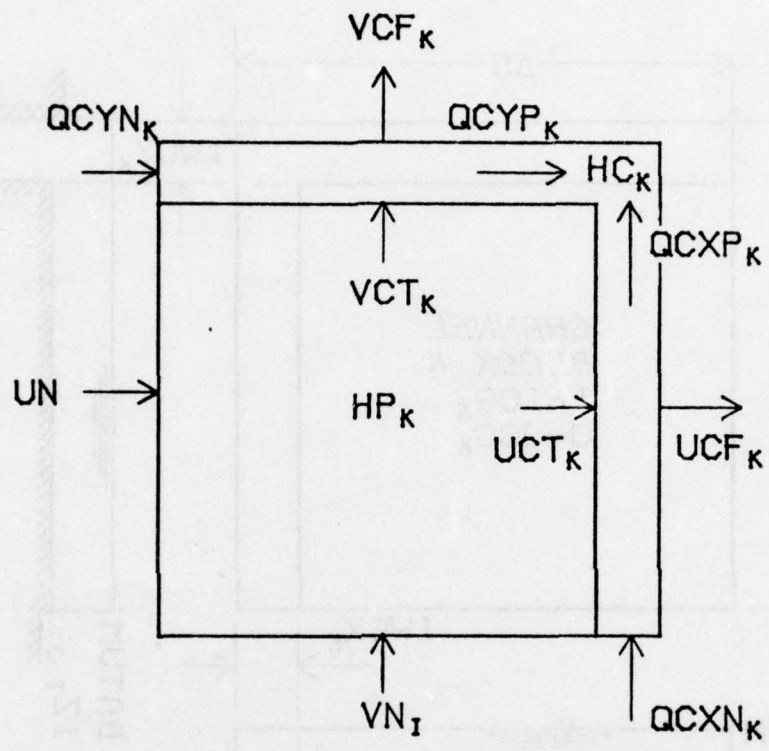 VCF_K
QCYN_K
QCYP_K
HC_K
QCXP_K
VCT_K
UN
HP_K
UCT_K
UCF_K
VN_I
QCXN_K